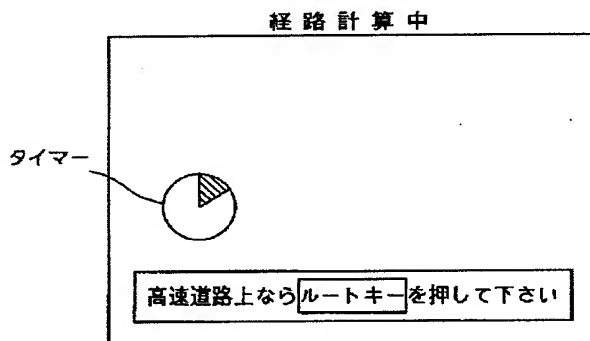 経路計算中
タイマー
高速道路上ならルートキーを押して下さい